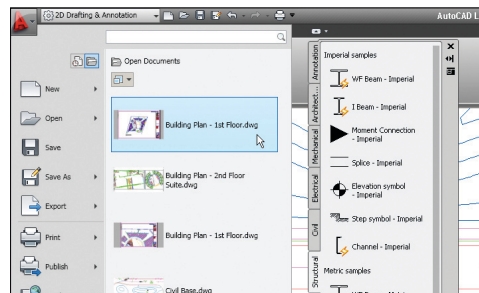 2D Drafting & Annotation
AutoCAD L
Open Documents
New
Open
Save
Save As
Export
Print
Publish
Building Plan - 1st Floor.dwg
Building Plan - 2nd Floor
Suite.dwg
Building Plan - 1st Floor.dwg
Civil Base.dwg
Annotation
Architect...
Mechanical
Electrical
Civil
Structural
Imperial samples
WF Beam - Imperial
I Beam - Imperial
Moment Connection
- Imperial
Splice - Imperial
Elevation symbol
- Imperial
Step symbol - Imperial
Channel - Imperial
Metric samples